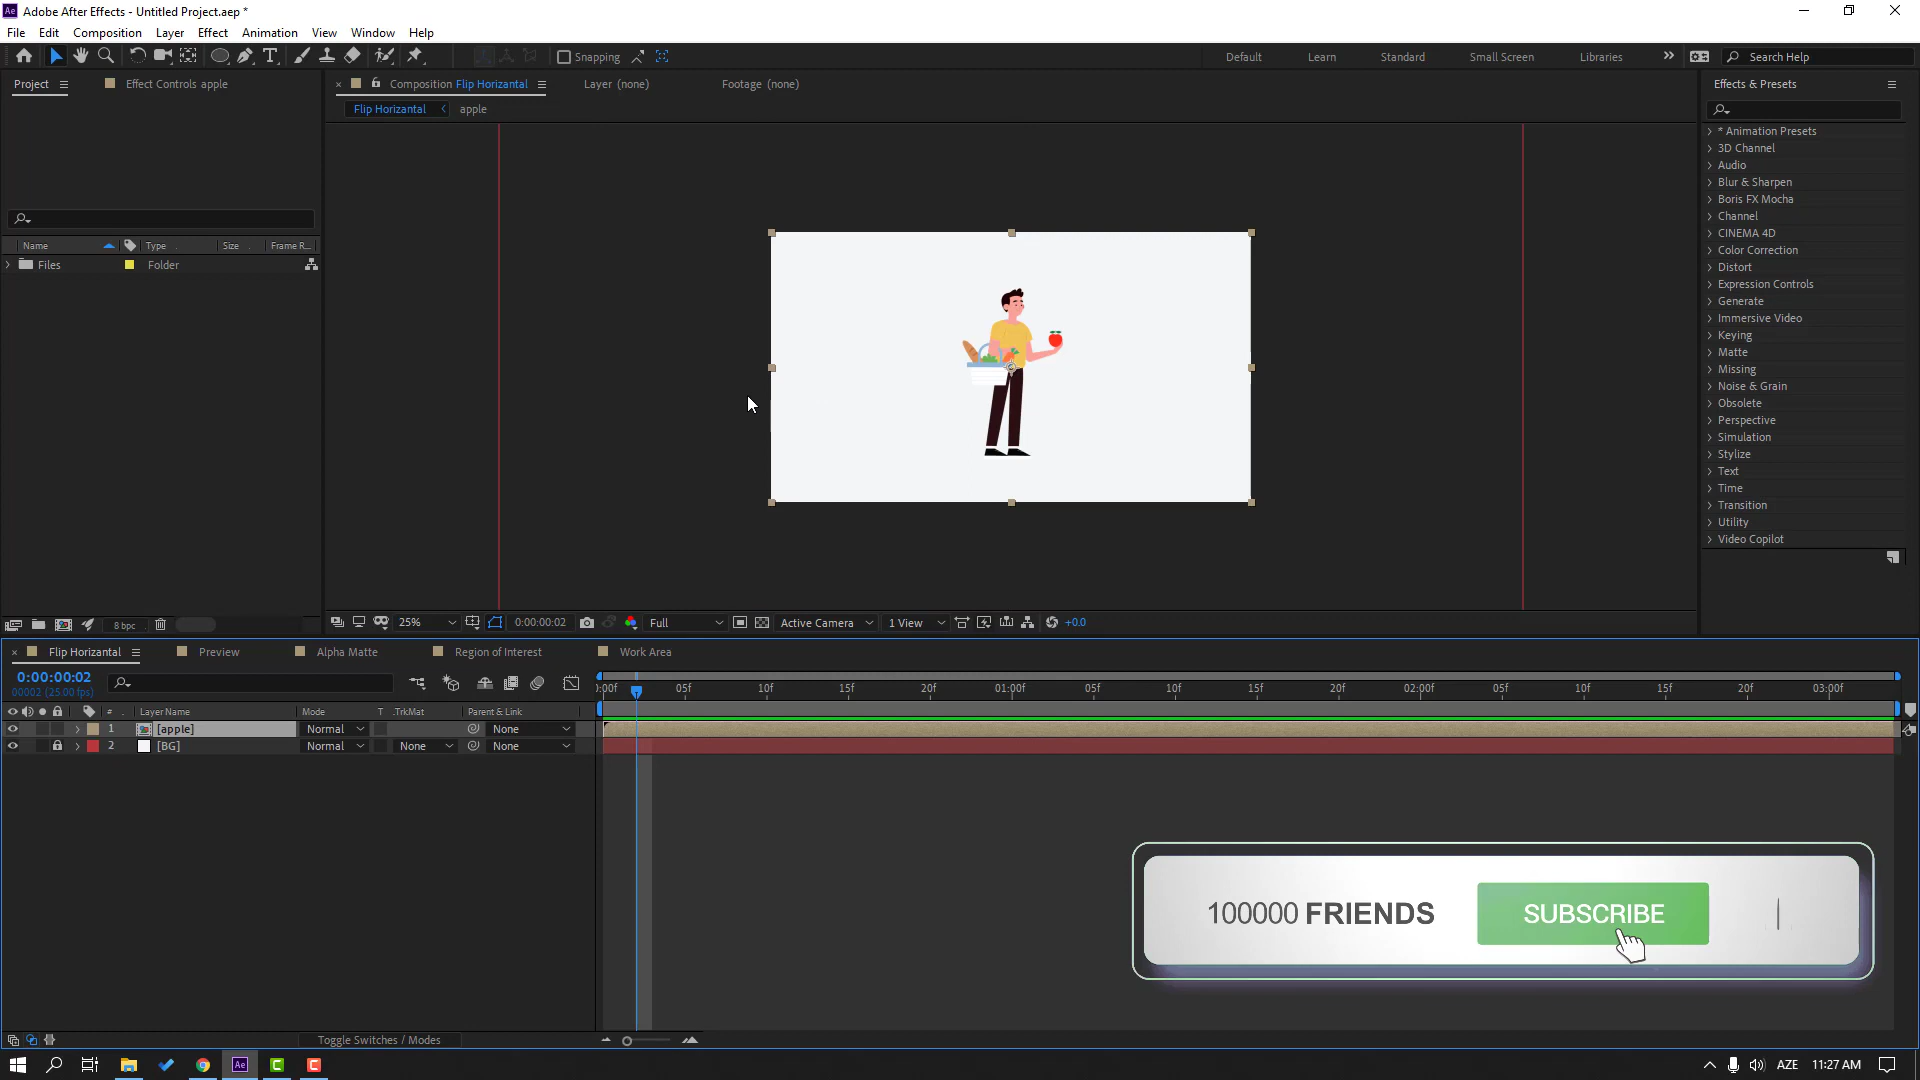 Adobe After Effects - Untitled Project.aep *
File Edit Composition Layer Effect Animation View Window Help
Snapping Default Learn Standard Small Screen Libraries Search Help
Project Effect Controls apple
Composition Flip Horizantal Layer (none) Footage (none)
Flip Horizantal apple
Name Type Size Frame R...
Files Folder
8 bpc
25% 0:00:00:02 Full Active Camera 1 View +0.0
Effects & Presets
* Animation Presets
3D Channel
Audio
Blur & Sharpen
Boris FX Mocha
Channel
CINEMA 4D
Color Correction
Distort
Expression Controls
Generate
Immersive Video
Keying
Matte
Missing
Noise & Grain
Obsolete
Perspective
Simulation
Stylize
Text
Time
Transition
Utility
Video Copilot
Flip Horizantal Preview Alpha Matte Region of Interest Work Area
0:00:00:02
00002 (25.00 fps)
:00f 05f 10f 15f 20f 01:00f 05f 10f 15f 20f 02:00f 05f 10f 15f 20f 03:00f
# Layer Name Mode T .TrkMat Parent & Link
1 [apple] Normal None
2 [BG] Normal None None
100000 FRIENDS SUBSCRIBE
Toggle Switches / Modes
Ae AZE 11:27 AM